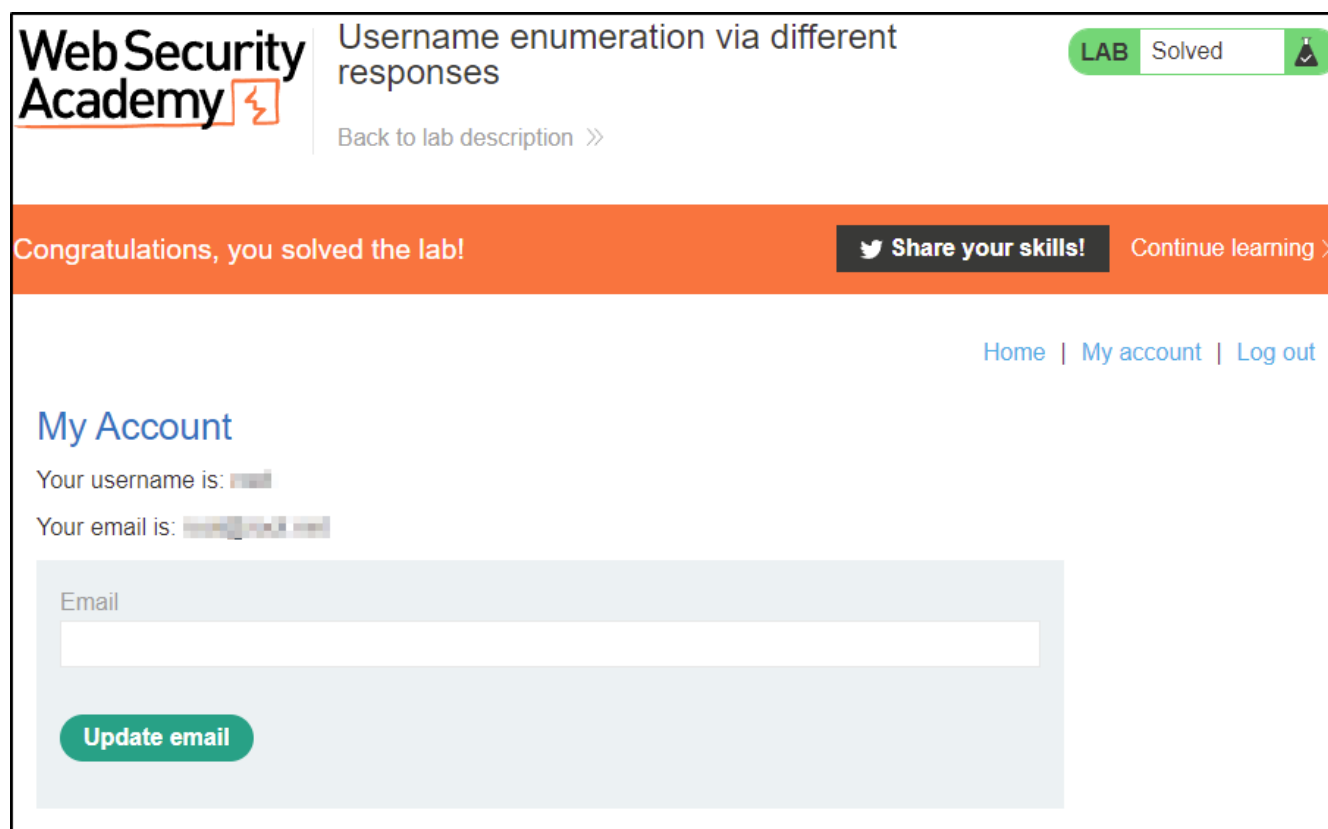 Web Security
Academy
Username enumeration via different
responses
Back to lab description
LAB Solved
Congratulations, you solved the lab!
Share your skills!
Continue learning
Home | My account | Log out
My Account
Your username is:
Your email is:
Email
Update email